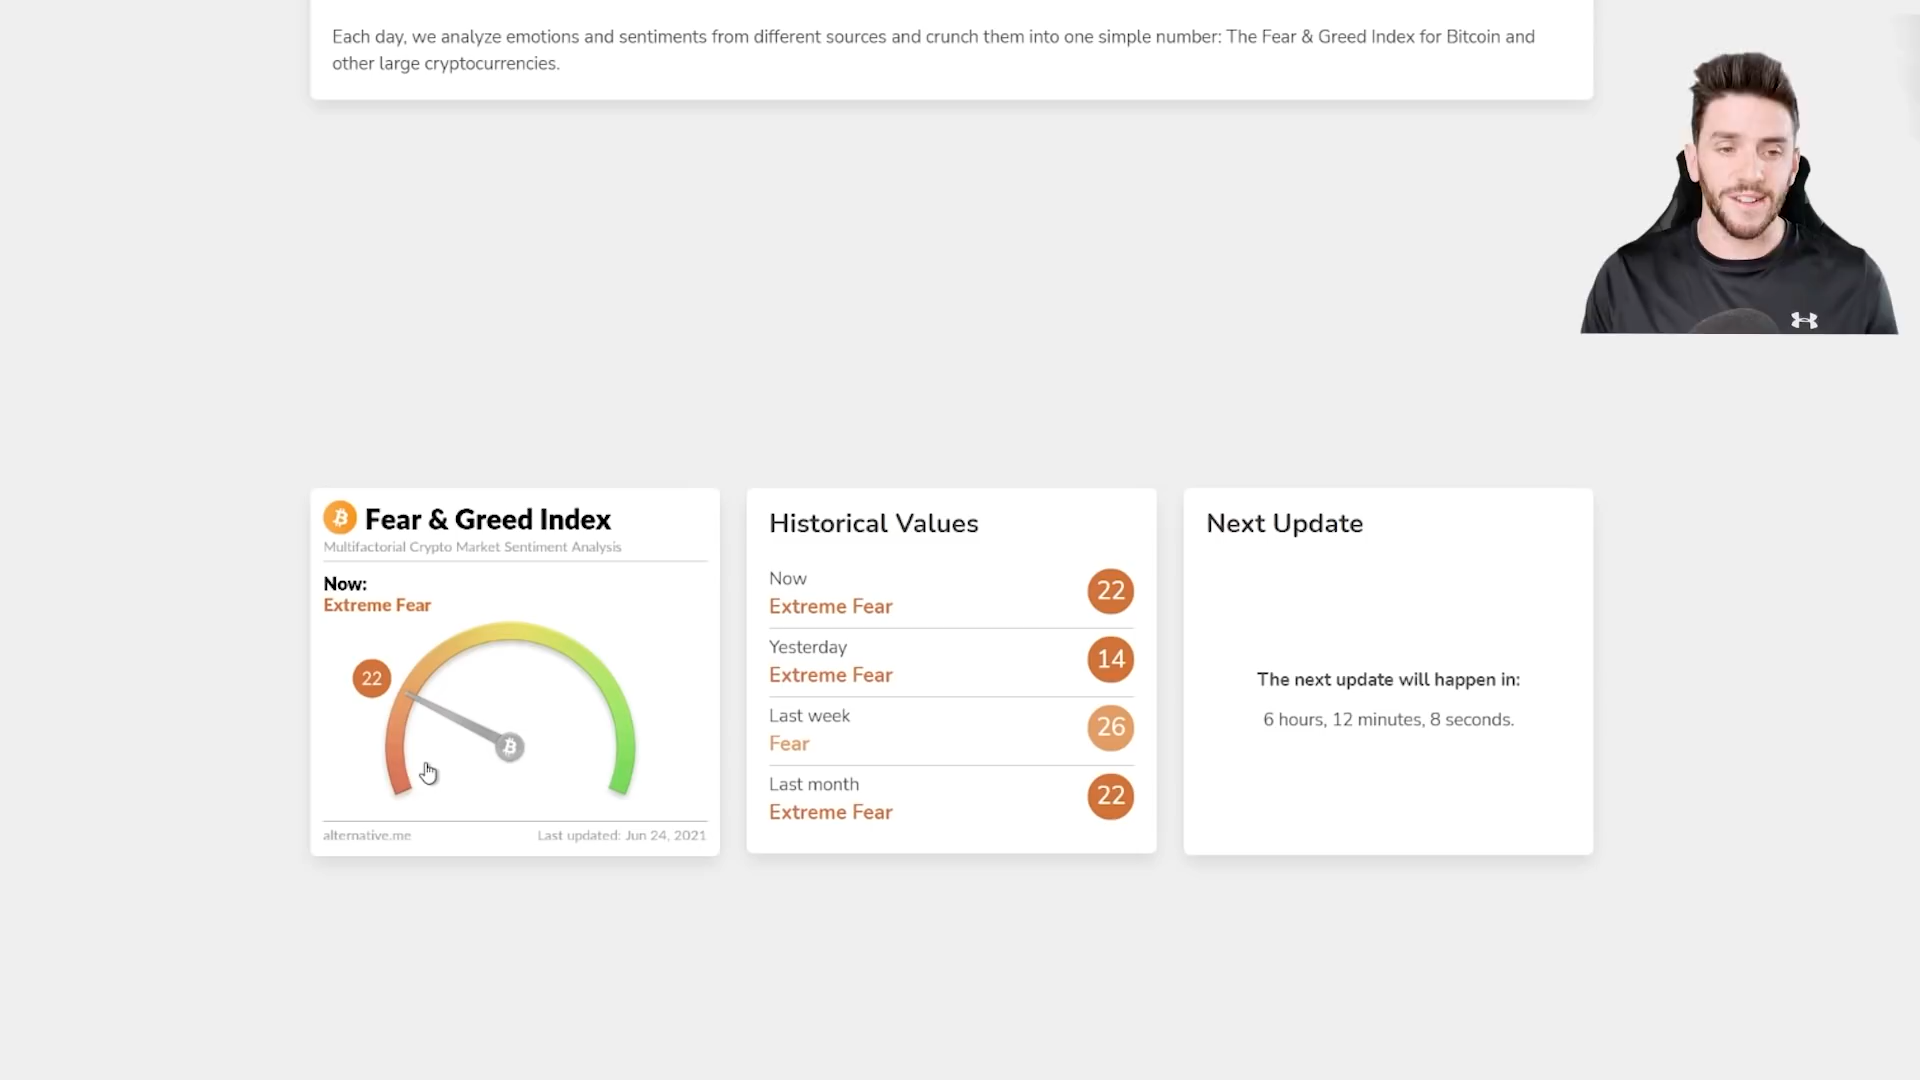 Each day, we analyze emotions and sentiments from different sources and crunch them into one simple number: The Fear & Greed Index for Bitcoin and
other large cryptocurrencies.
Fear & Greed Index
Multifactorial Crypto Market Sentiment Analysis
Now:
Extreme Fear
22
alternative.me
Last updated: Jun 24, 2021
Historical Values
Now
Extreme Fear
22
Yesterday
Extreme Fear
14
Last week
Fear
26
Last month
Extreme Fear
22
Next Update
The next update will happen in:
6 hours, 12 minutes, 8 seconds.